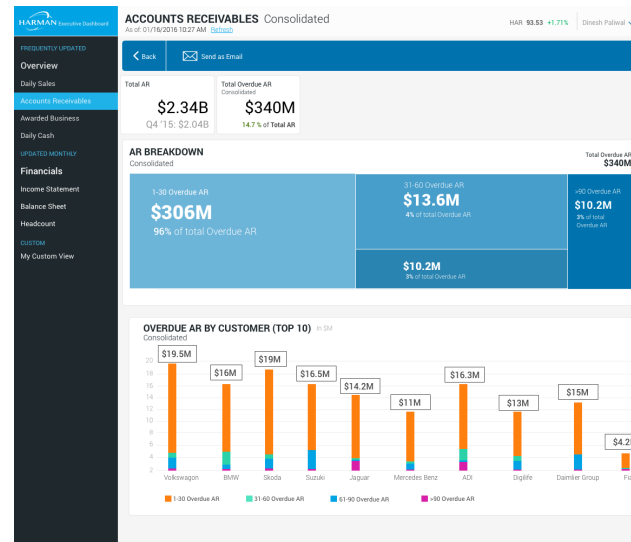 HARMAN Executive Dashboard
ACCOUNTS RECEIVABLES Consolidated
As of: 01/16/2016 10:27 AM Refresh
HAR 93.53 +1.71%
Dinesh Paliwal
FREQUENTLY UPDATED
Overview
Daily Sales
Accounts Receivables
Awarded Business
Daily Cash
UPDATED MONTHLY
Financials
Income Statement
Balance Sheet
Headcount
CUSTOM
My Custom View
Back
Send as Email
Total AR
$2.34B
Q4 '15: $2.04B
Total Overdue AR
Consolidated
$340M
14.7 % of Total AR
AR BREAKDOWN
Consolidated
Total Overdue AR
$340M
1-30 Overdue AR
$306M
96% of total Overdue AR
31-60 Overdue AR
$13.6M
4% of total Overdue AR
$10.2M
3% of total Overdue AR
>90 Overdue AR
$10.2M
3% of total
Overdue AR
OVERDUE AR BY CUSTOMER (TOP 10) in $M
Consolidated
20
18
16
14
12
10
8
6
4
2
$19.5M
$16M
$19M
$16.5M
$14.2M
$11M
$16.3M
$13M
$15M
$4.2
Volkswagon
BMW
Skoda
Suzuki
Jaguar
Mercedes Benz
ADI
Digilife
Daimlier Group
1-30 Overdue AR
31-60 Overdue AR
61-90 Overdue AR
>90 Overdue AR